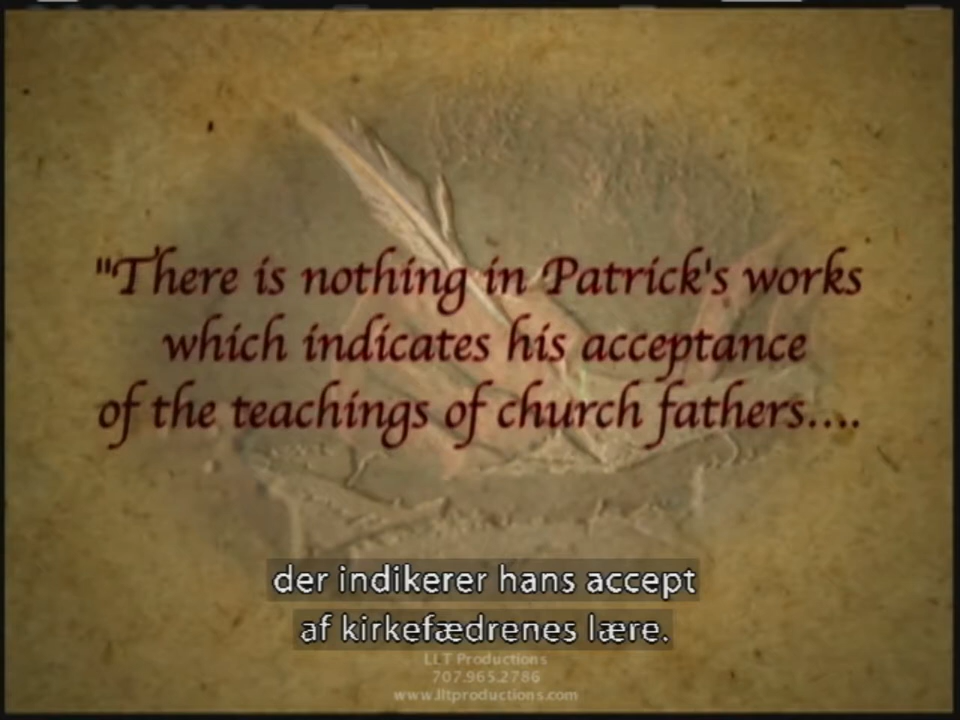 "There is nothing in Patrick's works
which indicates his acceptance
of the teachings of church fathers....
der indikerer hans accept
af kirkefædrenes lære.
LLT Productions
707.965.2786
www.lltproductions.com